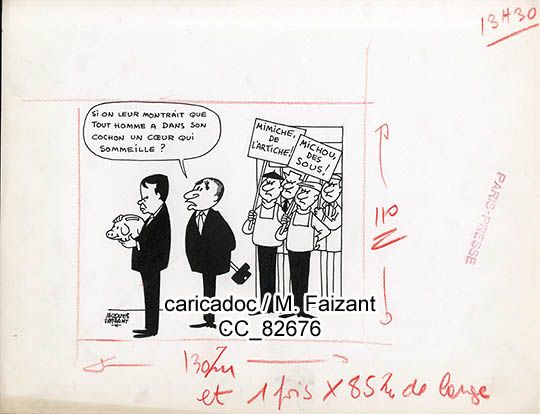 13H30
SI ON LEUR MONTRAIT QUE
TOUT HOMME A DANS SON
COCHON UN CŒUR QUI
SOMMEILLE ?
MIMICHE, DE
L'ARTICHE!
MICHOU,
DES
SOUS!
PARIS-PRESSE
110
JACQUES
FAIZANT
caricadoc / M. Faizant
CC_82676
130
et 1 fois X 85 de large